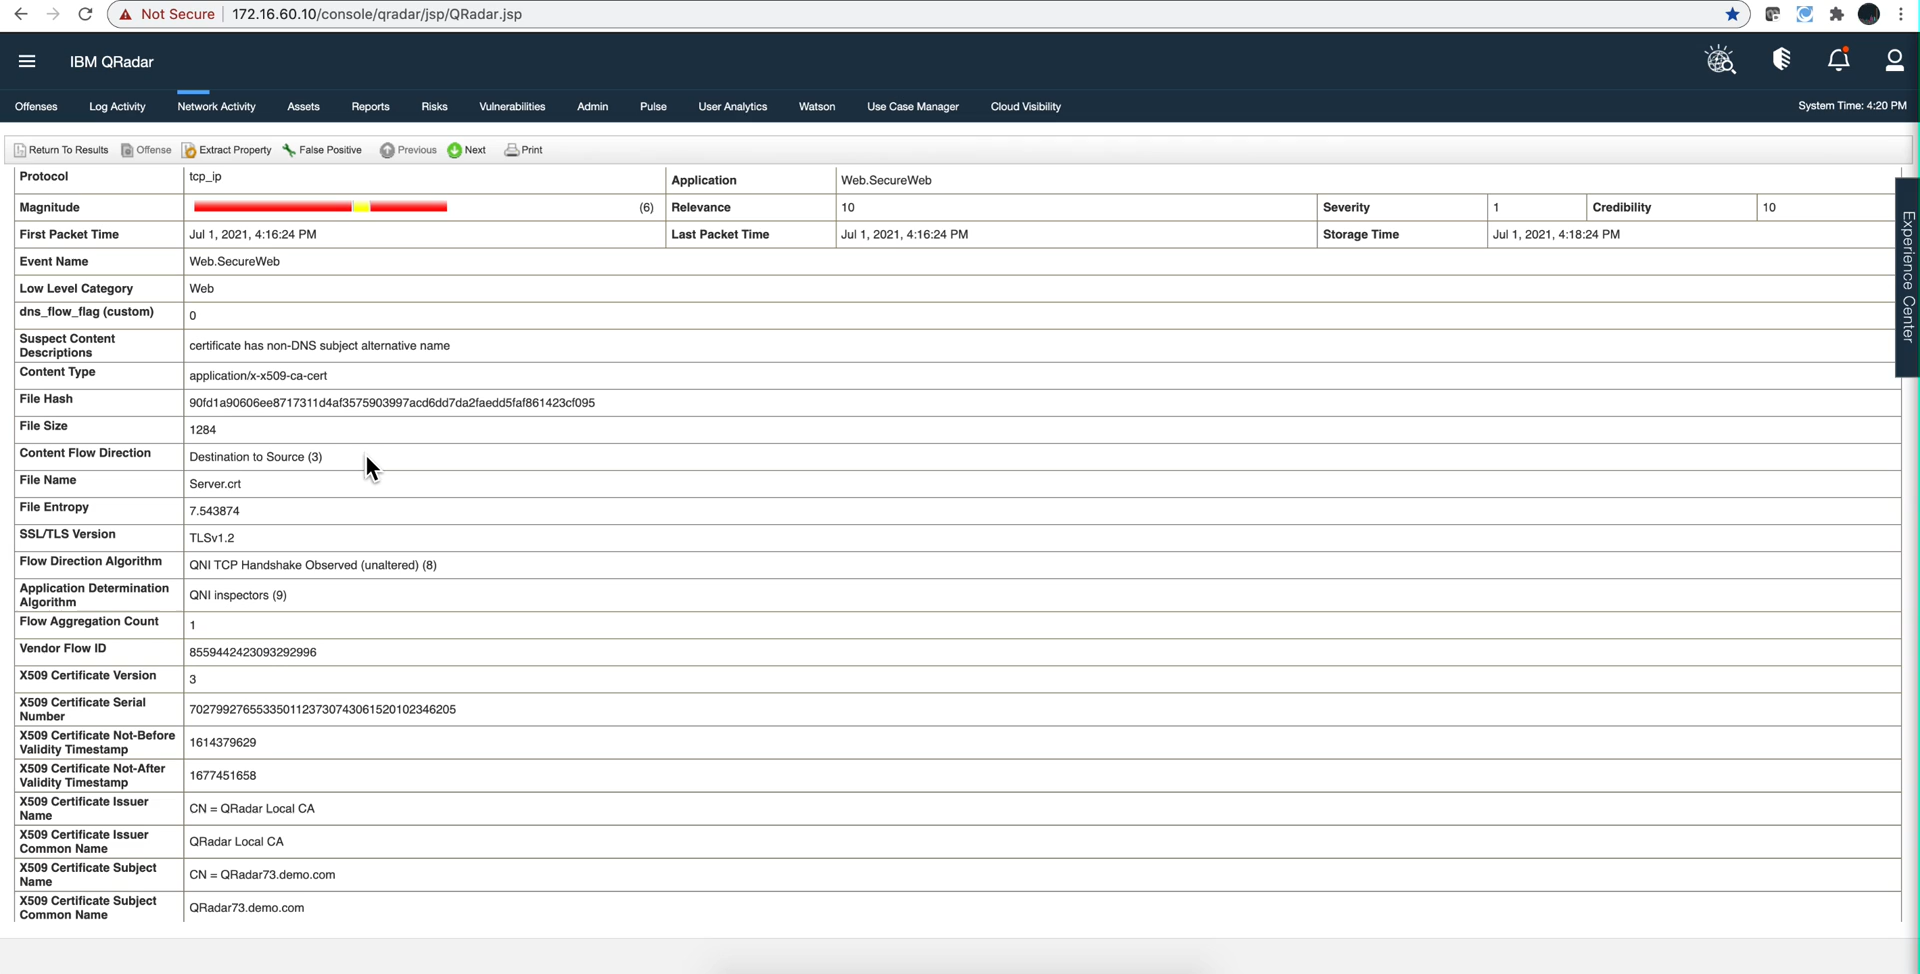 Not Secure 172.16.60.10/console/qradar/jsp/QRadar.jsp
IBM QRadar
Offenses Log Activity Network Activity Assets Reports Risks Vulnerabilities Admin Pulse User Analytics Watson Use Case Manager Cloud Visibility System Time: 4:20 PM
Return To Results Offense Extract Property False Positive Previous Next Print
Protocol tcp_ip Application Web.SecureWeb
Magnitude (6) Relevance 10 Severity 1 Credibility 10
First Packet Time Jul 1, 2021, 4:16:24 PM Last Packet Time Jul 1, 2021, 4:16:24 PM Storage Time Jul 1, 2021, 4:18:24 PM
Event Name Web.SecureWeb
Low Level Category Web
dns_flow_flag (custom) 0
Suspect Content
Descriptions certificate has non-DNS subject alternative name
Content Type application/x-x509-ca-cert
File Hash 90fd1a90606ee8717311d4af3575903997acd6dd7da2faedd5faf861423cf095
File Size 1284
Content Flow Direction Destination to Source (3)
File Name Server.crt
File Entropy 7.543874
SSL/TLS Version TLSv1.2
Flow Direction Algorithm QNI TCP Handshake Observed (unaltered) (8)
Application Determination
Algorithm QNI inspectors (9)
Flow Aggregation Count 1
Vendor Flow ID 8559442423093292996
X509 Certificate Version 3
X509 Certificate Serial
Number 702799276553350112373074306152010234​6205
X509 Certificate Not-Before
Validity Timestamp 1614379629
X509 Certificate Not-After
Validity Timestamp 1677451658
X509 Certificate Issuer
Name CN = QRadar Local CA
X509 Certificate Issuer
Common Name QRadar Local CA
X509 Certificate Subject
Name CN = QRadar73.demo.com
X509 Certificate Subject
Common Name QRadar73.demo.com
Experience Center